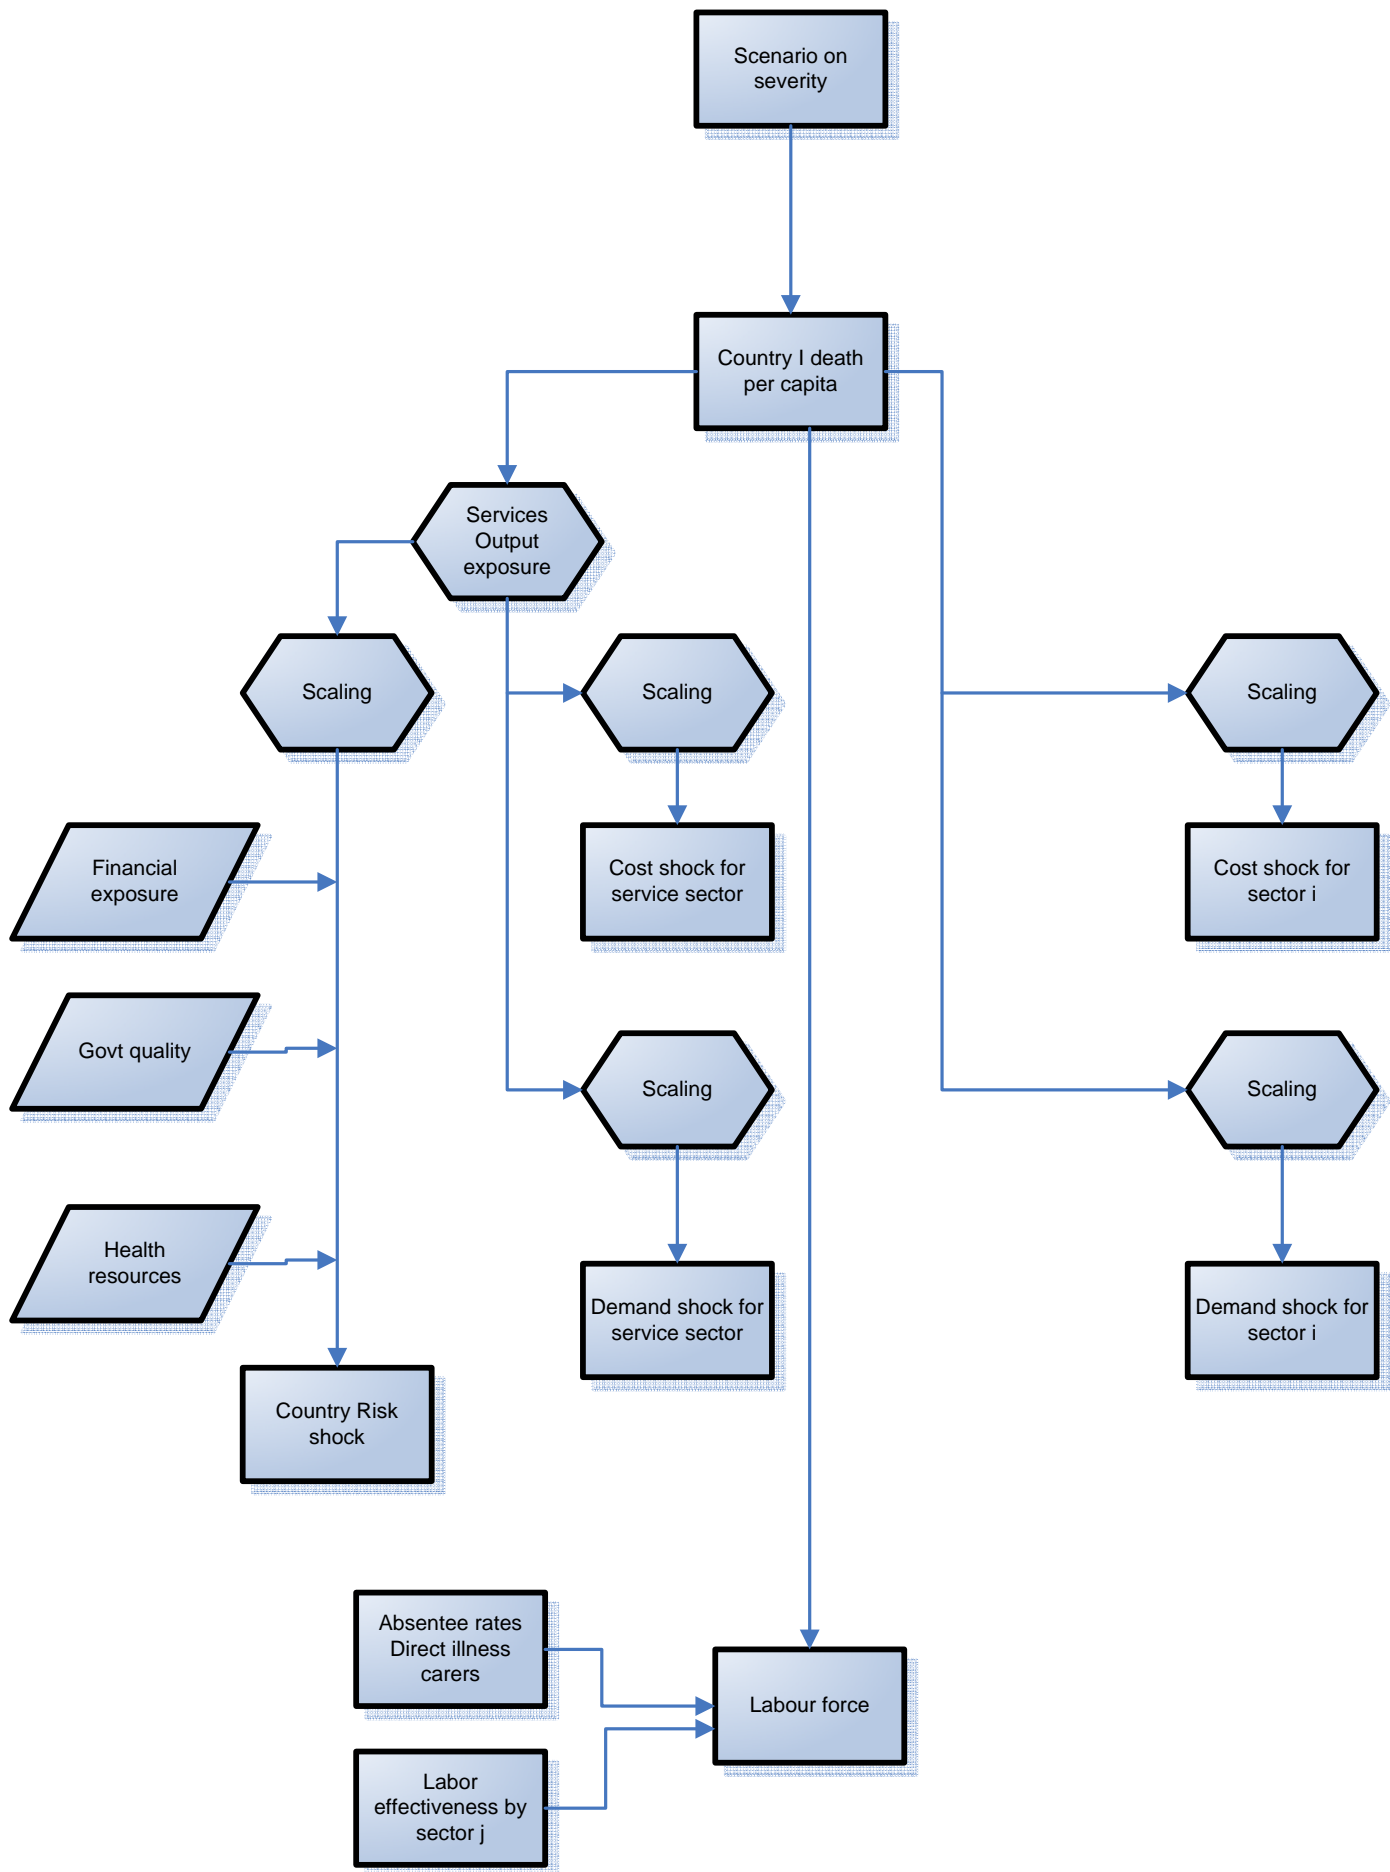 Scenario on
severity
Country I death
per capita
Services
Output
exposure
Scaling
Scaling
Scaling
Financial
exposure
Cost shock for
service sector
Cost shock for
sector i
Govt quality
Scaling
Scaling
Health
resources
Demand shock for
service sector
Demand shock for
sector i
Country Risk
shock
Absentee rates
Direct illness
carers
Labour force
Labor
effectiveness by
sector j